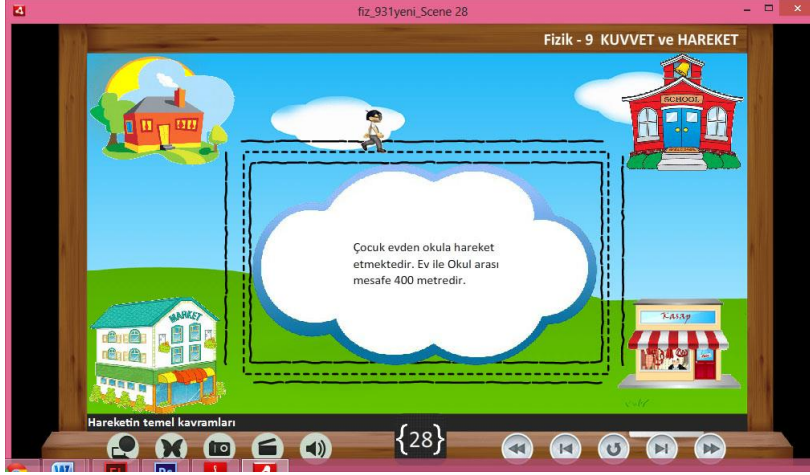 fiz_931yeni_Scene 28
Fizik - 9 KUVVET ve HAREKET
SCHOOL
Çocuk evden okula hareket
etmektedir. Ev ile Okul arası
mesafe 400 metredir.
MARKET
Kasap
Hareketin temel kavramları
{28}